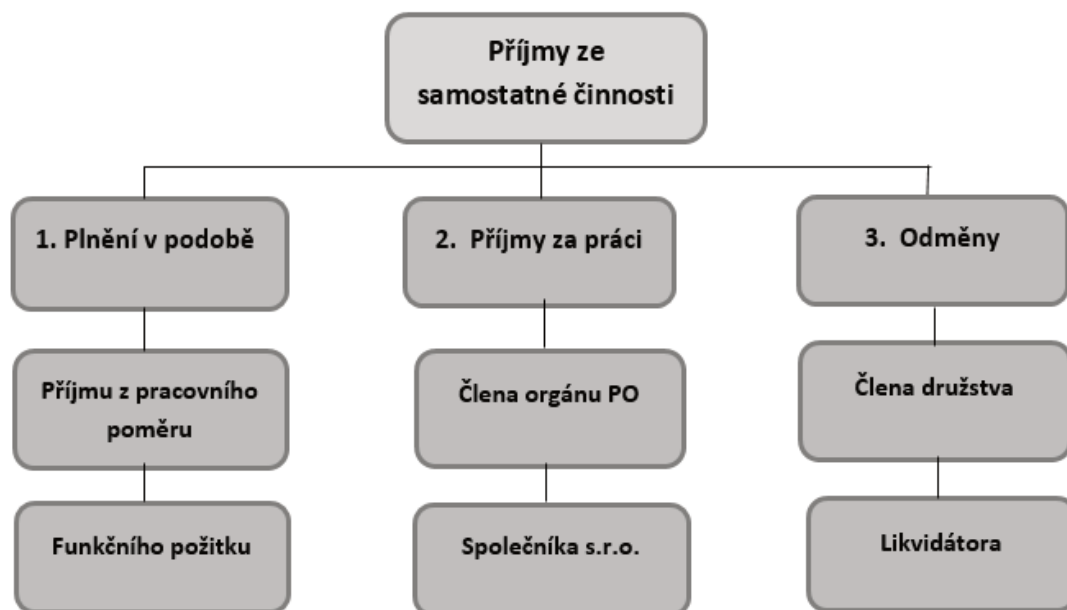 Příjmy ze
samostatné činnosti
1. Plnění v podobě
2. Příjmy za práci
3. Odměny
Příjmu z pracovního
poměru
Člena orgánu PO
Člena družstva
Funkčního požitku
Společníka s.r.o.
Likvidátora